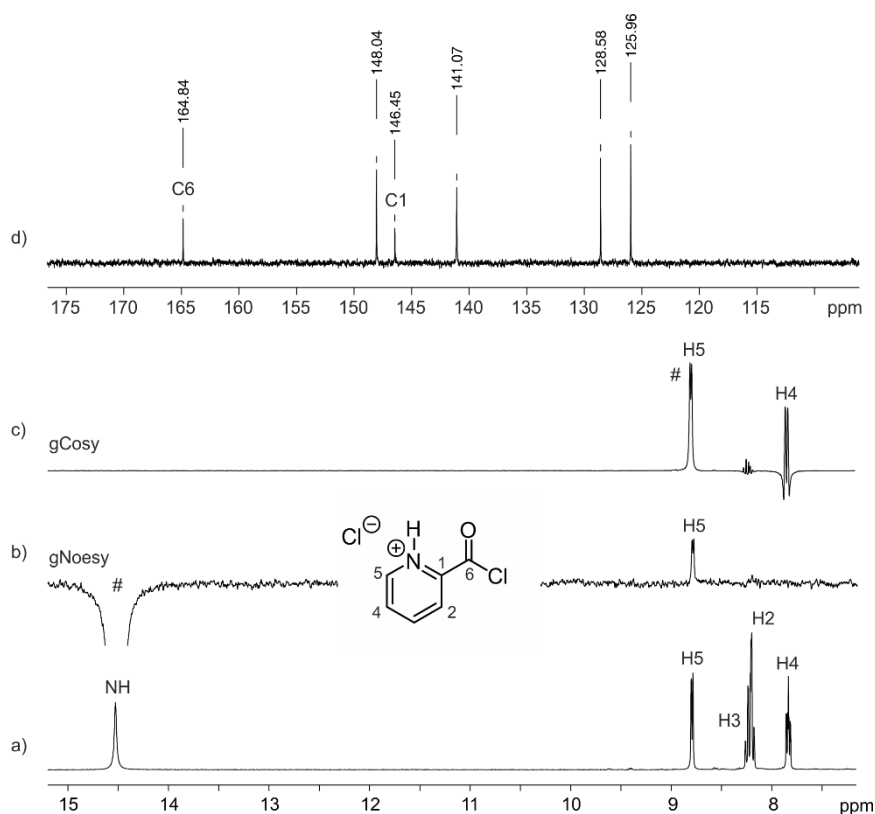 164.84
148.04
146.45
141.07
128.58
125.96
C6
C1
d)
175 170 165 160 155 150 145 140 135 130 125 120 115 ppm
H5
#
H4
c)
gCosy
Cl ⊖
H
N ⊕
O
Cl
1
6
5
4
2
b)
gNoesy
#
H5
H2
NH
H5
H4
H3
a)
15 14 13 12 11 10 9 8 ppm